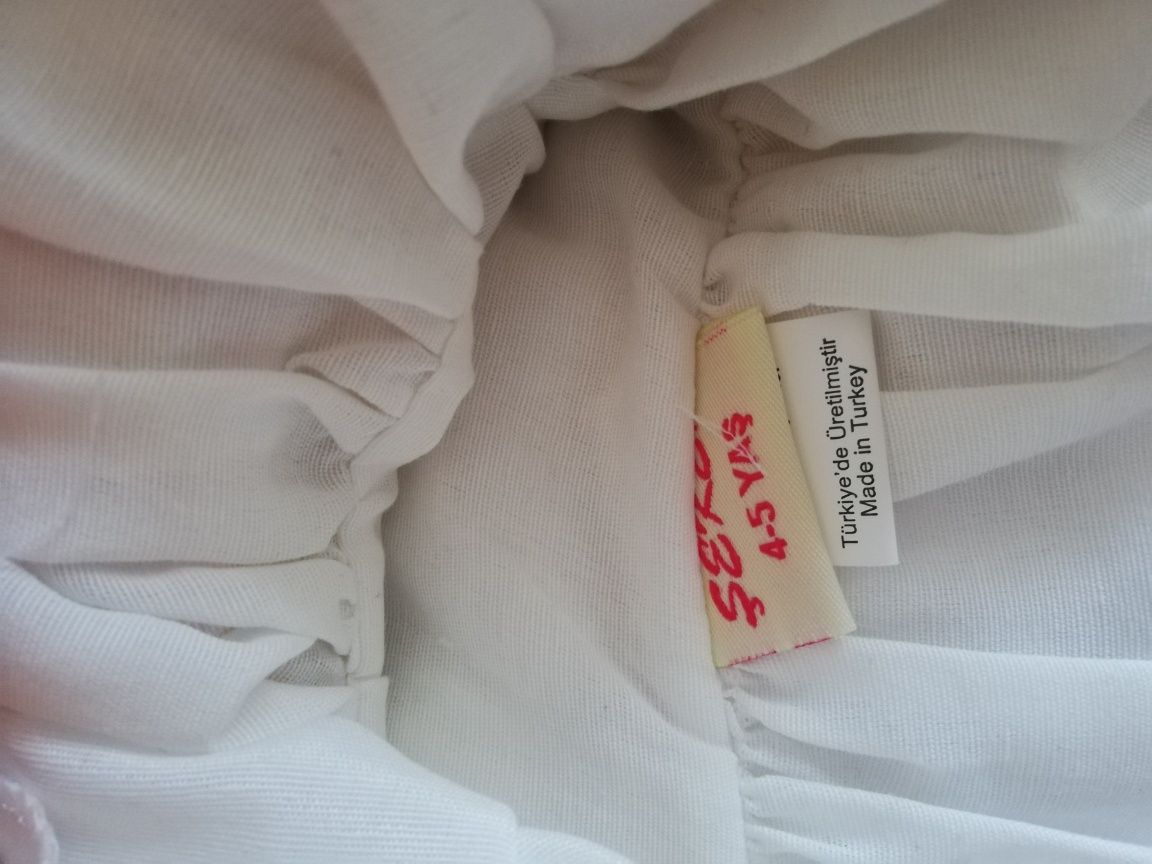 4-5 YAŞ
Türkiye'de Üretilmiştir
Made in Turkey